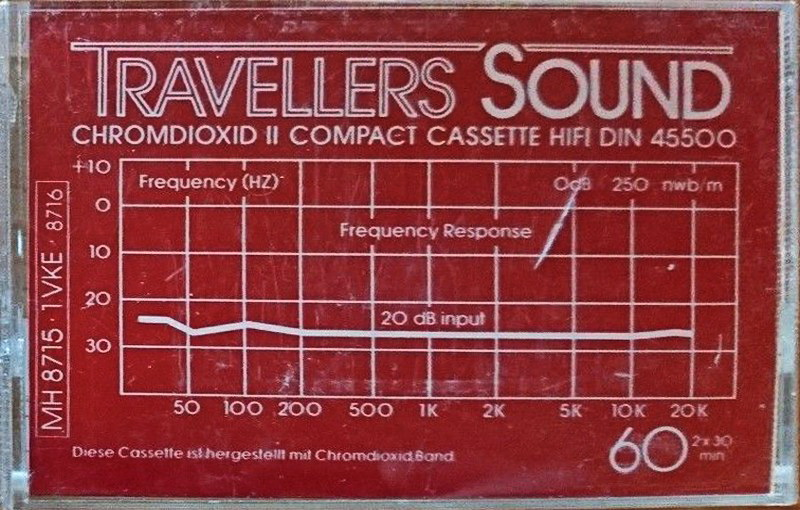 TRAVELLERS SOUND
CHROMDIOXID II COMPACT CASSETTE HIFI DIN 45500
+10
Frequency (HZ)
0dB 250 nwb/m
0
Frequency Response
10
20
20 dB input
30
50 100 200 500 1K 2K 5K 10K 20K
MH 8715 · 1 VKE · 8716
Diese Cassette ist hergestellt mit Chromdioxid Band.
60 2x30
min